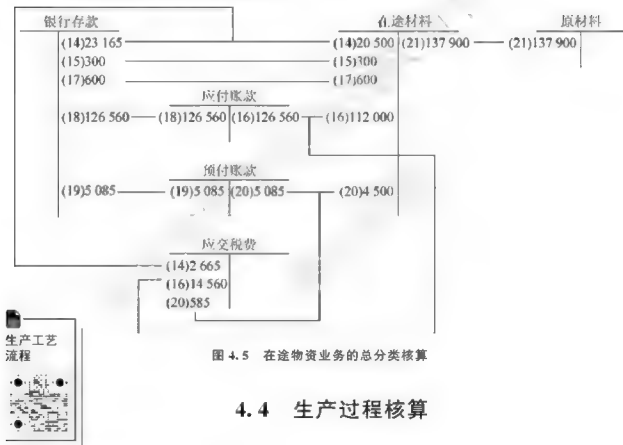 银行存款 在途材料 原材料
(14)23 165 (14)20 500 (21)137 900 (21)137 900
(15)300 (15)300
(17)600 (17)600
应付账款
(18)126 560 (18)126 560 (16)126 560 (16)112 000
预付账款
(19)5 085 (19)5 085 (20)5 085 (20)4 500
应交税费
(14)2 665
(16)14 560
(20)585
生产工艺
流程
图 4.5 在途物资业务的总分类核算
4.4 生产过程核算